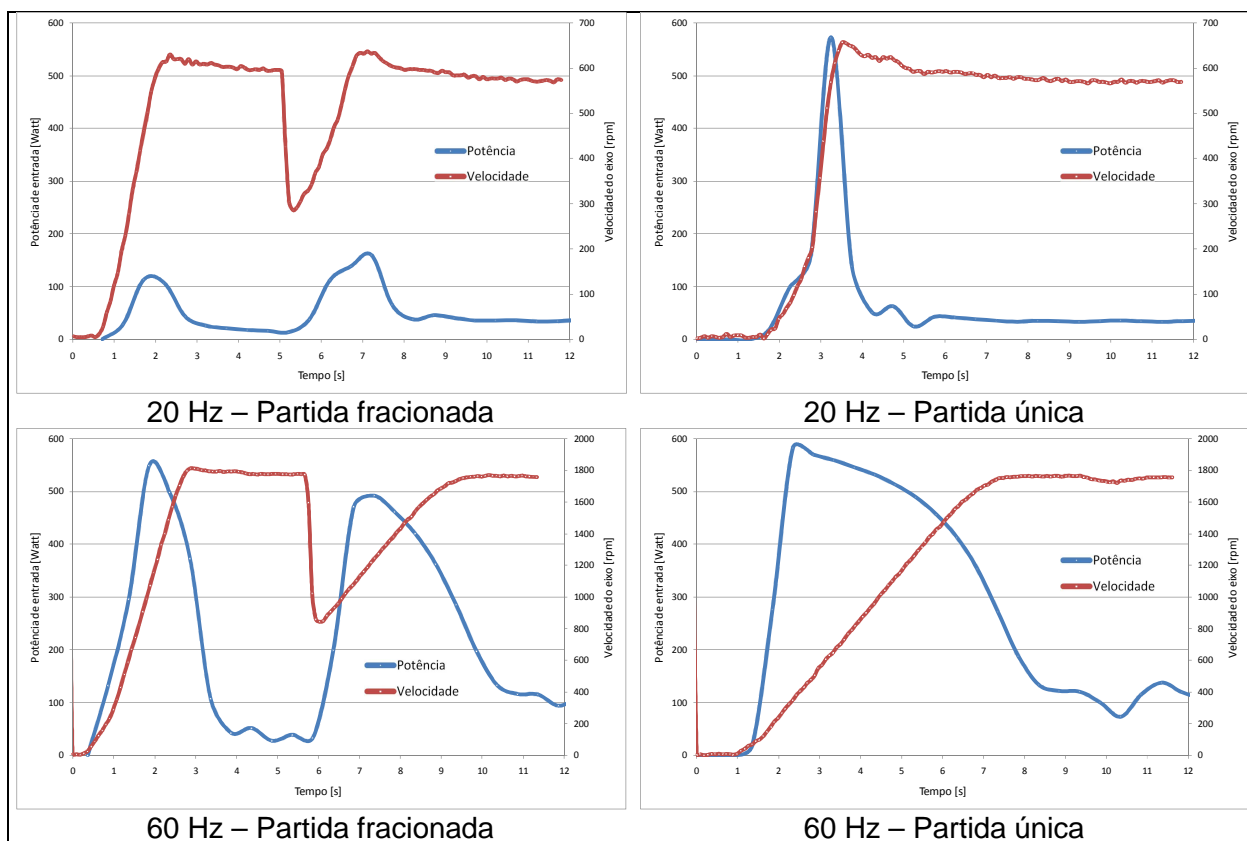 600
500
400
300
200
100
0
Potência de entrada [Watt]
700
600
500
400
300
200
100
0
Velocidade do eixo [rpm]
Potência
Velocidade
0 1 2 3 4 5 6 7 8 9 10 11 12
Tempo [s]
20 Hz – Partida fracionada
600
500
400
300
200
100
0
Potência de entrada [Watt]
700
600
500
400
300
200
100
0
Velocidade do eixo [rpm]
Potência
Velocidade
0 1 2 3 4 5 6 7 8 9 10 11 12
Tempo [s]
20 Hz – Partida única
600
500
400
300
200
100
0
Potência de entrada [Watt]
2000
1800
1600
1400
1200
1000
800
600
400
200
0
Velocidade do eixo [rpm]
Potência
Velocidade
0 1 2 3 4 5 6 7 8 9 10 11 12
Tempo [s]
60 Hz – Partida fracionada
600
500
400
300
200
100
0
Potência de entrada [Watt]
2000
1800
1600
1400
1200
1000
800
600
400
200
0
Velocidade do eixo [rpm]
Potência
Velocidade
0 1 2 3 4 5 6 7 8 9 10 11 12
Tempo [s]
60 Hz – Partida única